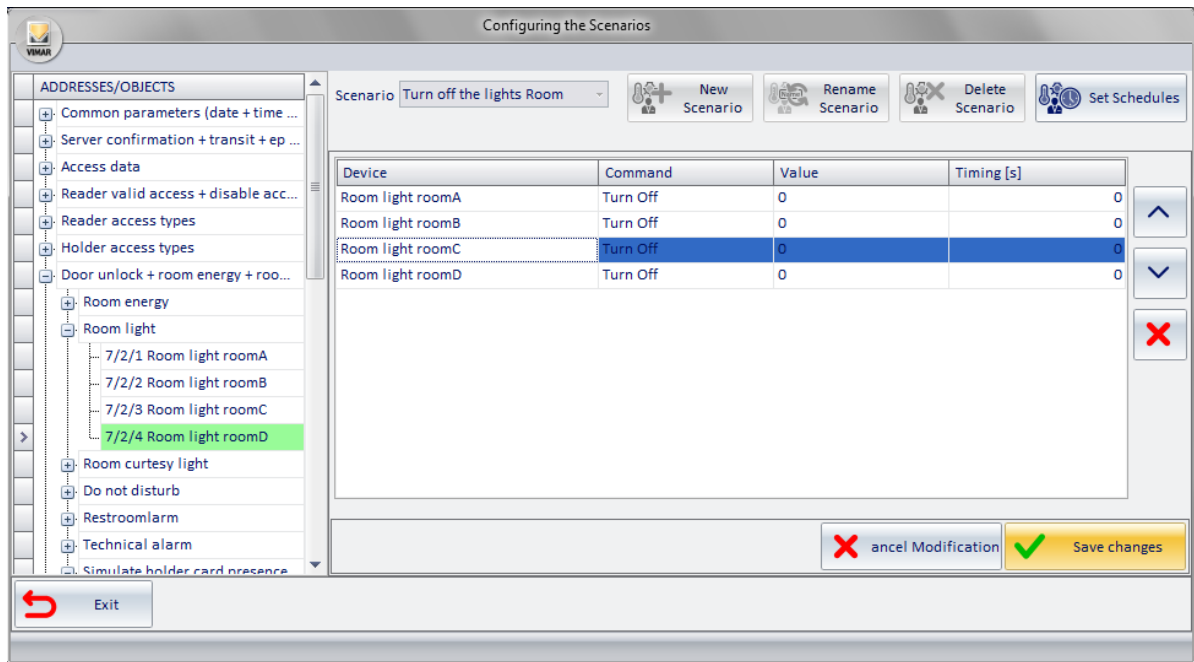 Configuring the Scenarios
VIMAR
ADDRESSES/OBJECTS
Common parameters (date + time ...
Server confirmation + transit + ep ...
Access data
Reader valid access + disable acc...
Reader access types
Holder access types
Door unlock + room energy + roo...
Room energy
Room light
7/2/1 Room light roomA
7/2/2 Room light roomB
7/2/3 Room light roomC
7/2/4 Room light roomD
Room curtesy light
Do not disturb
Restroomlarm
Technical alarm
Simulate holder card presence
Scenario Turn off the lights Room
New Scenario
Rename Scenario
Delete Scenario
Set Schedules
Device Command Value Timing [s]
Room light roomA Turn Off 0 0
Room light roomB Turn Off 0 0
Room light roomC Turn Off 0 0
Room light roomD Turn Off 0 0
ancel Modification
Save changes
Exit